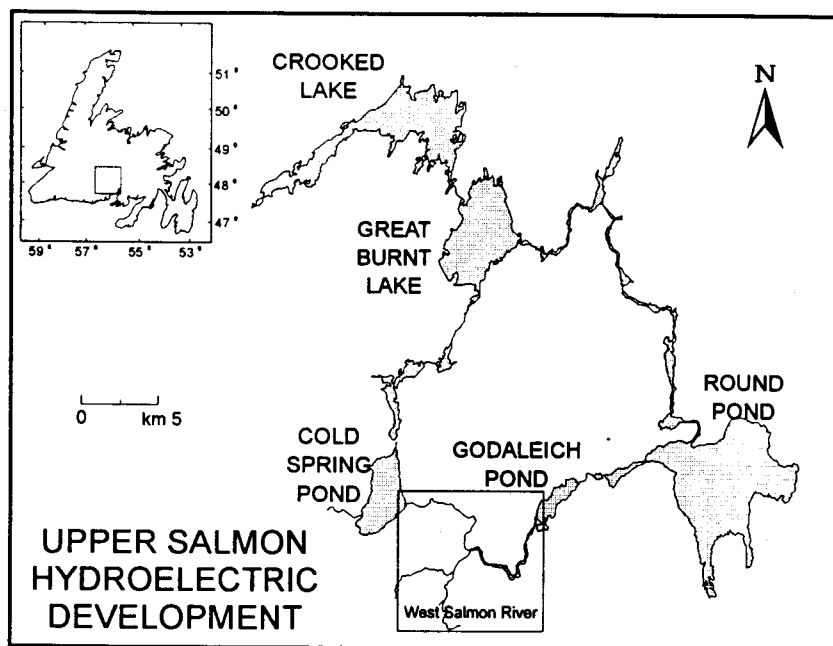 CROOKED
LAKE
N
51°
50°
49°
48°
47°
59° 57° 55° 53°
GREAT
BURNT
LAKE
0 km 5
ROUND
POND
COLD
SPRING
POND
GODALEICH
POND
UPPER SALMON
HYDROELECTRIC
DEVELOPMENT
West Salmon River